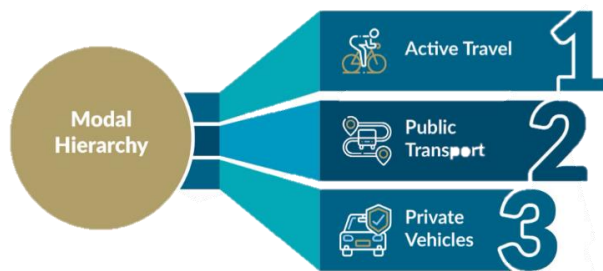 Modal
Hierarchy
Active Travel
1
Public
Transport
2
Private
Vehicles
3